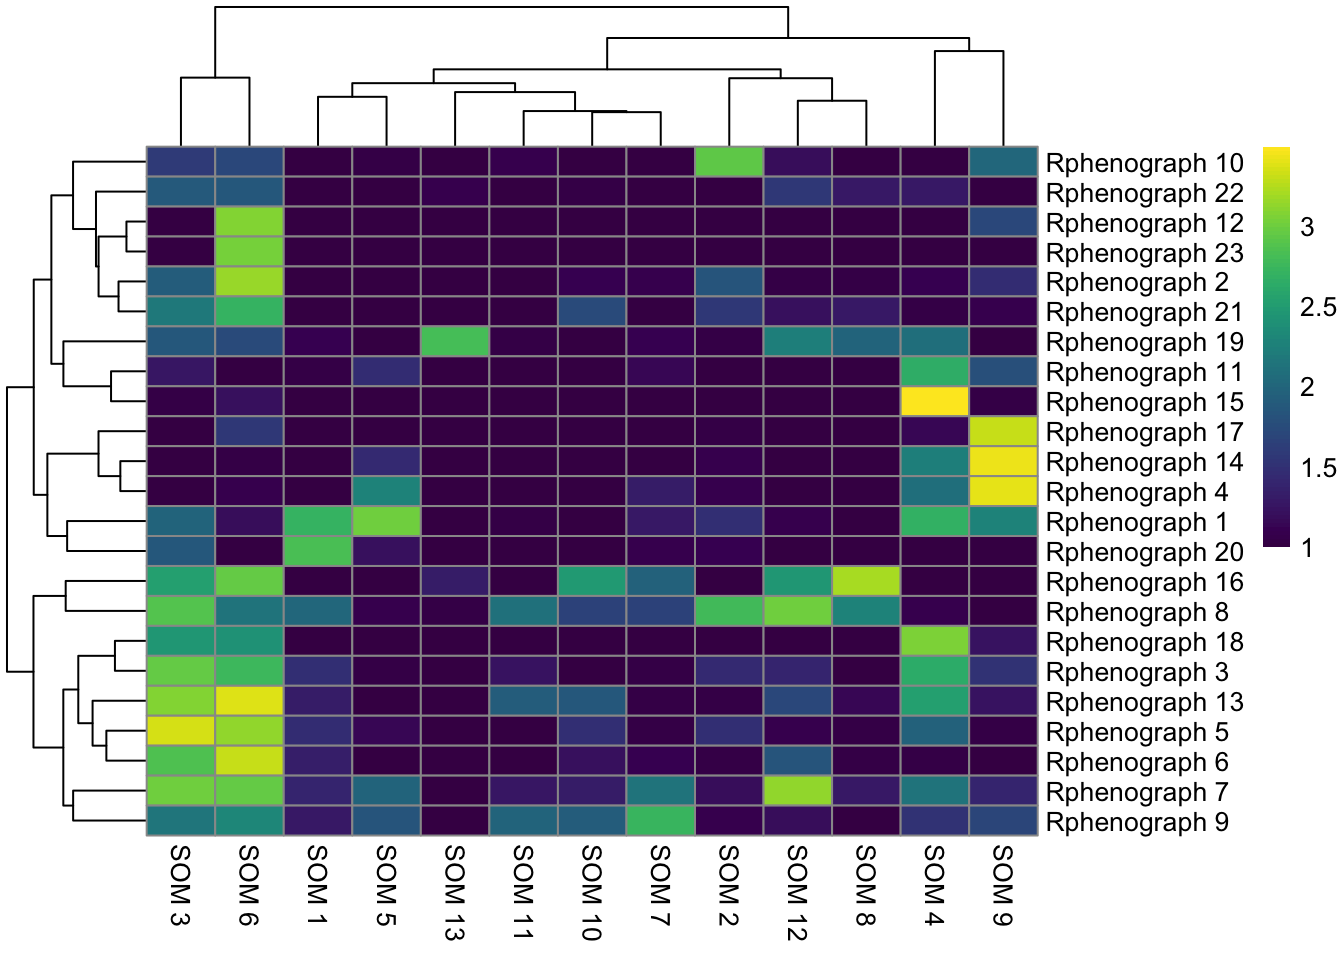 Rphenograph 10
Rphenograph 22
Rphenograph 12
Rphenograph 23
Rphenograph 2
Rphenograph 21
Rphenograph 19
Rphenograph 11
Rphenograph 15
Rphenograph 17
Rphenograph 14
Rphenograph 4
Rphenograph 1
Rphenograph 20
Rphenograph 16
Rphenograph 8
Rphenograph 18
Rphenograph 3
Rphenograph 13
Rphenograph 5
Rphenograph 6
Rphenograph 7
Rphenograph 9
3
2.5
2
1.5
1
SOM 3
SOM 6
SOM 1
SOM 5
SOM 13
SOM 11
SOM 10
SOM 7
SOM 2
SOM 12
SOM 8
SOM 4
SOM 9